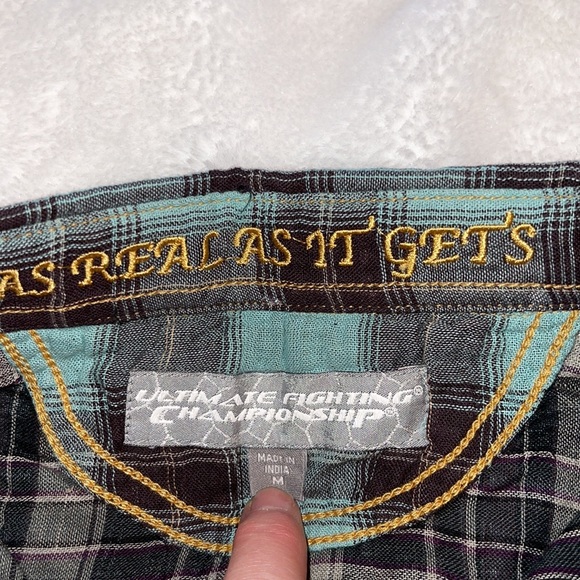 AS REAL AS IT GETS
ULTIMATE FIGHTING®
CHAMPIONSHIP®
MADE IN
INDIA
M